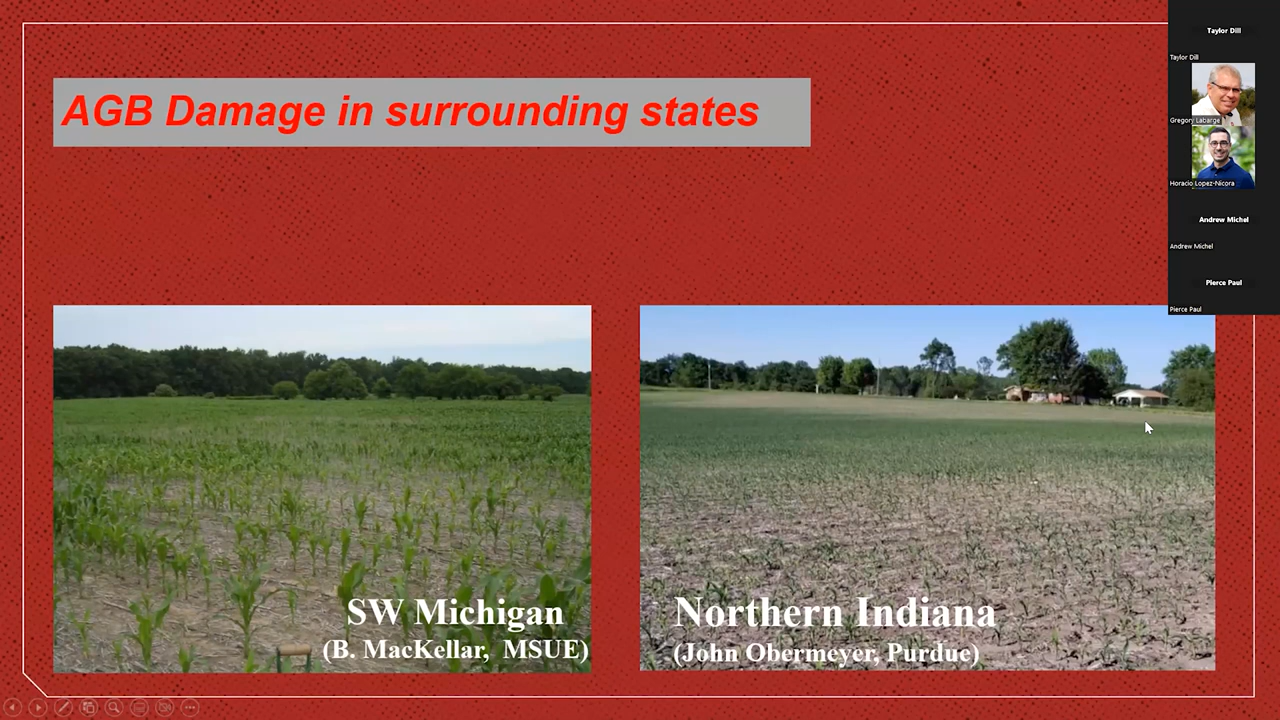 AGB Damage in surrounding states
SW Michigan
(B. MacKellar, MSUE)
Northern Indiana
(John Obermeyer, Purdue)
Taylor Dill
Taylor Dill
Gregory Labarge
Horacio Lopez-Nicora
Andrew Michel
Andrew Michel
Pierce Paul
Pierce Paul